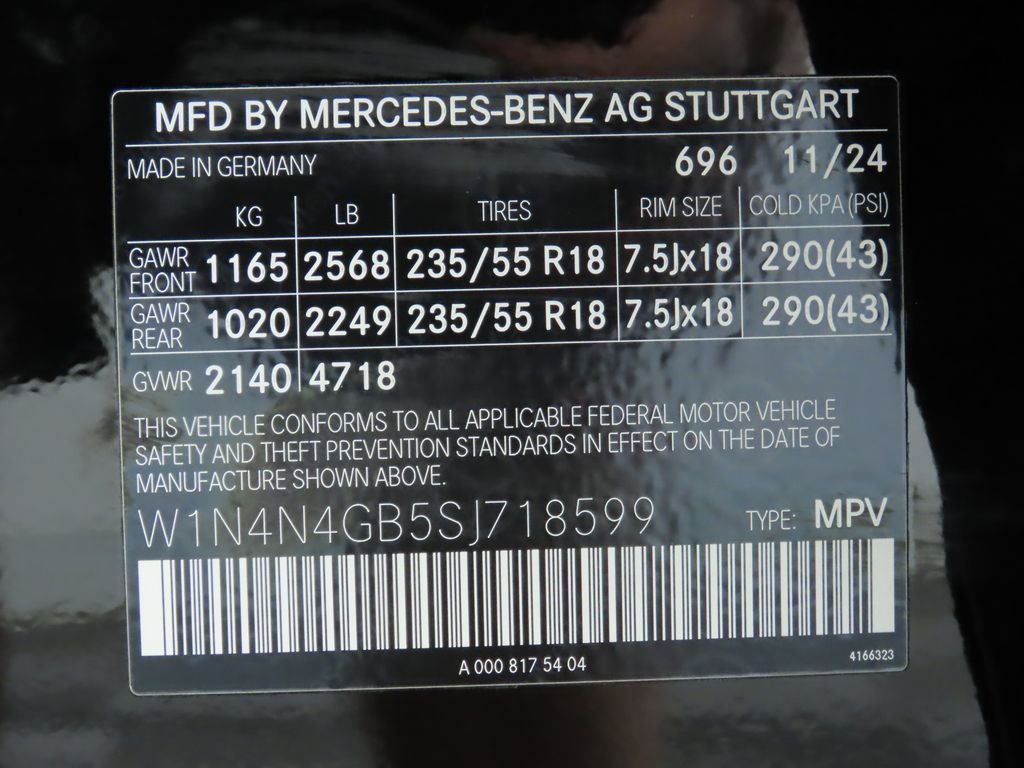 MFD BY MERCEDES-BENZ AG STUTTGART
MADE IN GERMANY 696 11/24
KG LB TIRES RIM SIZE COLD KPA (PSI)
GAWR FRONT 1165 2568 235/55 R18 7.5Jx18 290(43)
GAWR REAR 1020 2249 235/55 R18 7.5Jx18 290(43)
GVWR 2140 4718
THIS VEHICLE CONFORMS TO ALL APPLICABLE FEDERAL MOTOR VEHICLE
SAFETY AND THEFT PREVENTION STANDARDS IN EFFECT ON THE DATE OF
MANUFACTURE SHOWN ABOVE.
W1N4N4GB5SJ718599 TYPE: MPV
A 000 817 54 04 4166323